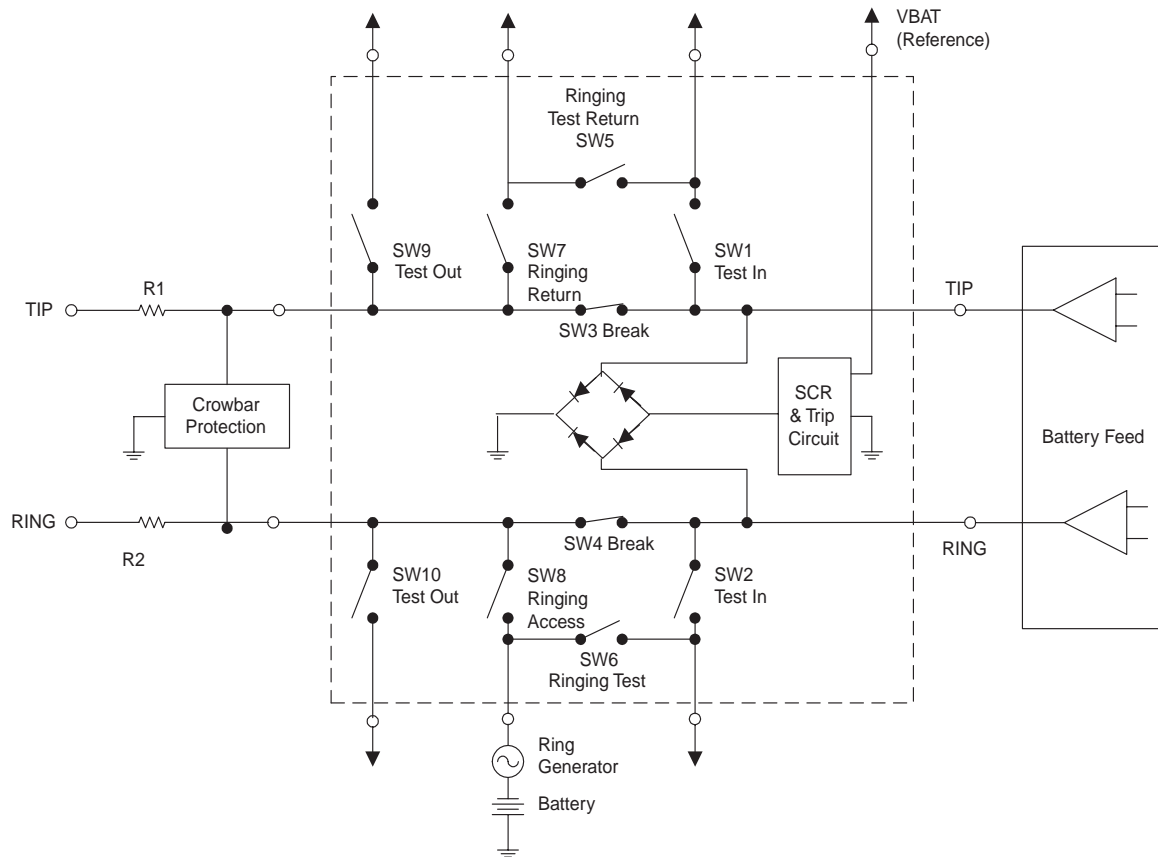 VBAT
(Reference)
Ringing
Test Return
SW5
SW9
Test Out
SW7
Ringing
Return
SW1
Test In
R1
TIP
TIP
SW3 Break
Crowbar
Protection
SCR
& Trip
Circuit
Battery Feed
RING
R2
SW4 Break
RING
SW10
Test Out
SW8
Ringing
Access
SW2
Test In
SW6
Ringing Test
Ring
Generator
Battery